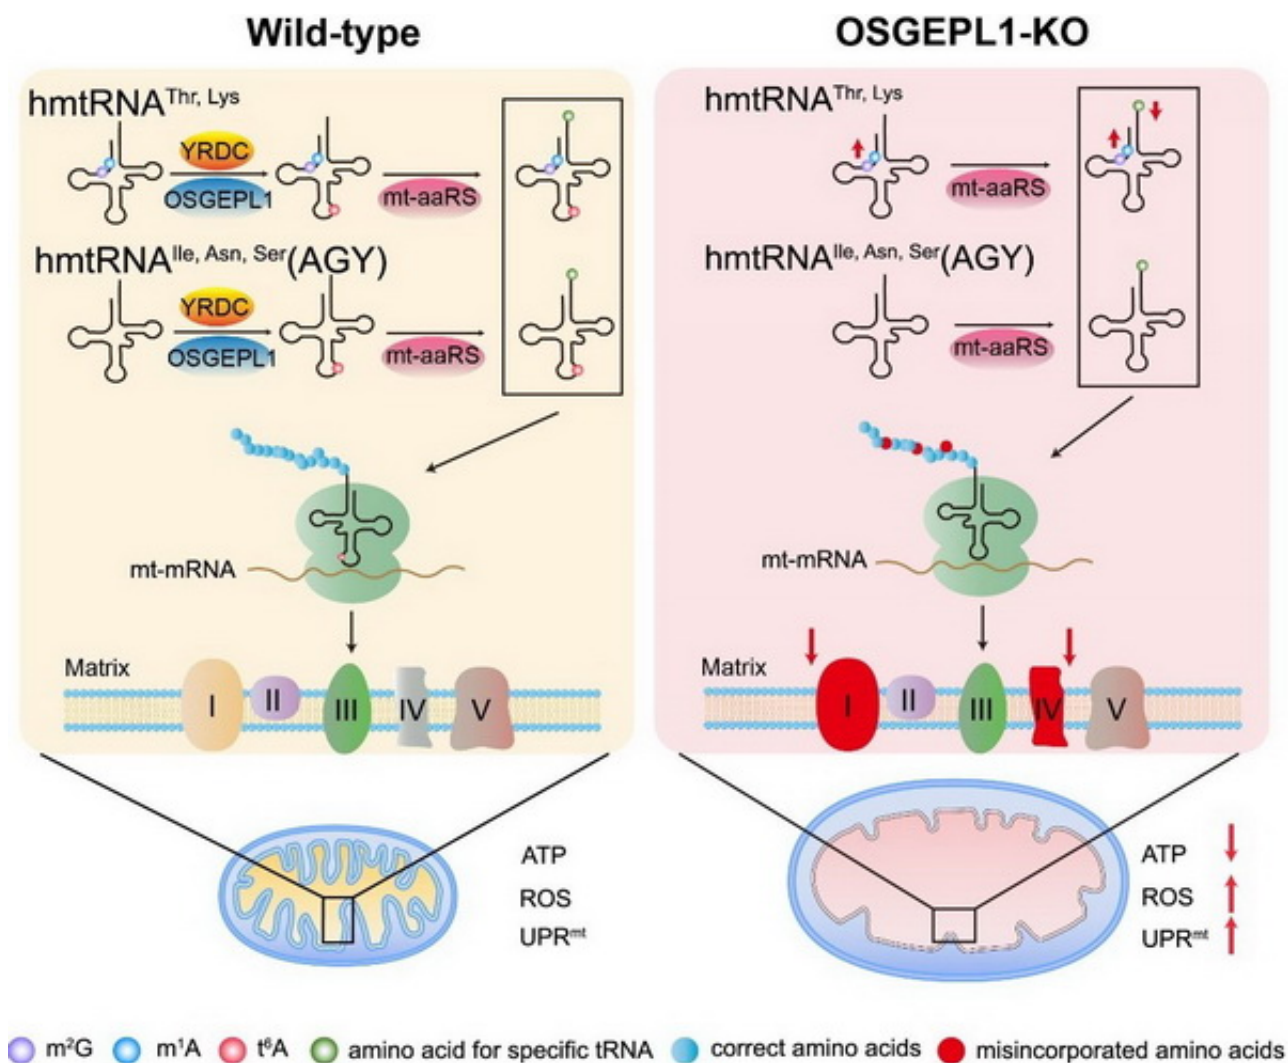 Wild-type
hmtRNAThr, Lys
YRDC
OSGEPL1
mt-aaRS
hmtRNAIle, Asn, Ser(AGY)
YRDC
OSGEPL1
mt-aaRS
mt-mRNA
Matrix
I II III IV V
ATP
ROS
UPRmt
OSGEPL1-KO
hmtRNAThr, Lys
mt-aaRS
hmtRNAIle, Asn, Ser(AGY)
mt-aaRS
mt-mRNA
Matrix
I II III IV V
ATP
ROS
UPRmt
m²G m¹A t⁶A amino acid for specific tRNA correct amino acids misincorporated amino acids